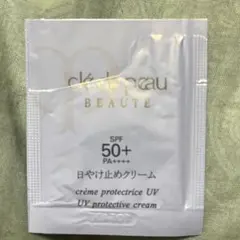 clé de peau
BEAUTÉ
SPF
50+
PA++++
日やけ止めクリーム
crème protectrice UV
UV protective cream